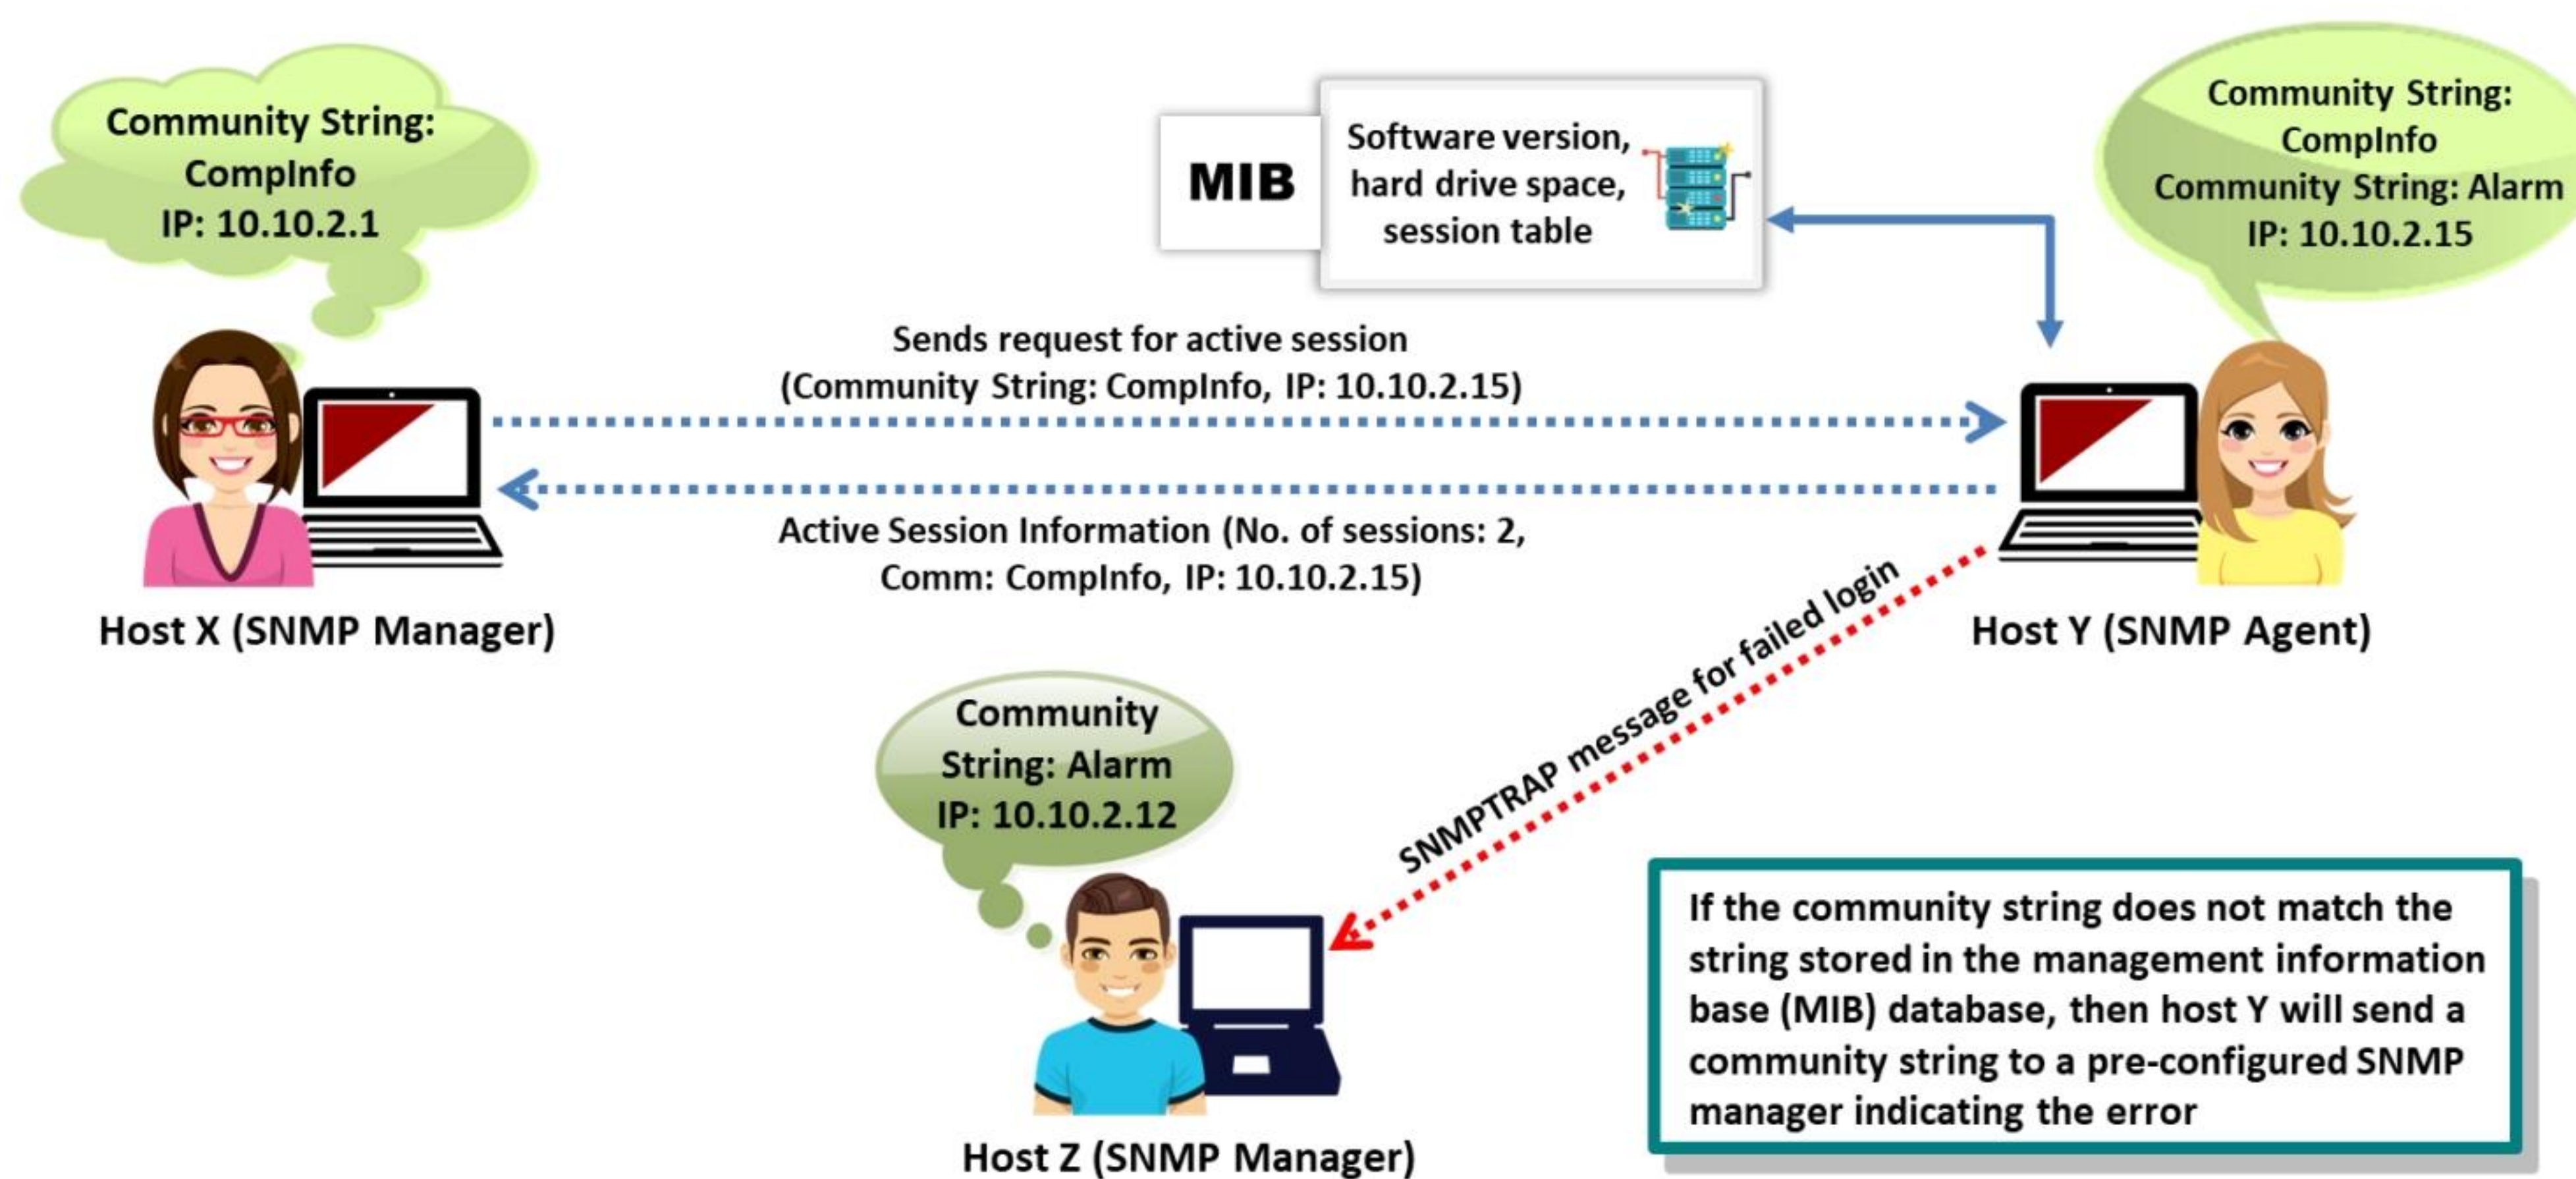 Community String:
CompInfo
IP: 10.10.2.1
MIB
Software version,
hard drive space,
session table
Community String:
CompInfo
Community String: Alarm
IP: 10.10.2.15
Sends request for active session
(Community String: CompInfo, IP: 10.10.2.15)
Active Session Information (No. of sessions: 2,
Comm: CompInfo, IP: 10.10.2.15)
Host X (SNMP Manager)
Host Y (SNMP Agent)
SNMPTRAP message for failed login
Community
String: Alarm
IP: 10.10.2.12
Host Z (SNMP Manager)
If the community string does not match the
string stored in the management information
base (MIB) database, then host Y will send a
community string to a pre-configured SNMP
manager indicating the error